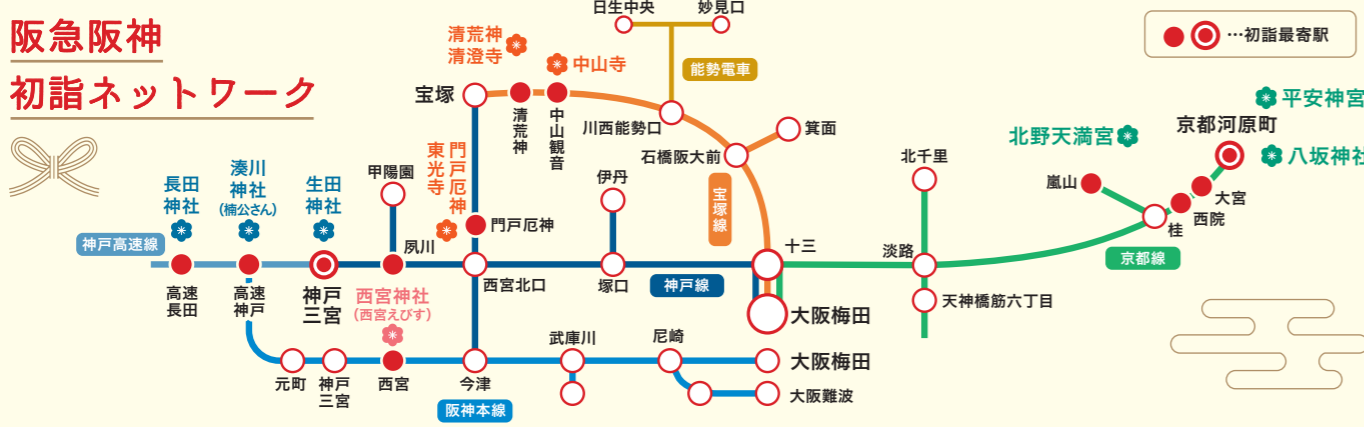 阪急阪神
初詣ネットワーク
…初詣最寄駅
日生中央
妙見口
能勢電車
清荒神
清澄寺
中山寺
宝塚
清荒神
中山観音
川西能勢口
石橋阪大前
箕面
宝塚線
平安神宮
京都河原町
北野天満宮
八坂神社
北千里
嵐山
大宮
西院
桂
京都線
淡路
天神橋筋六丁目
長田
神社
湊川
神社
(楠公さん)
生田
神社
甲陽園
門戸厄神
東光寺
門戸厄神
伊丹
神戸高速線
夙川
十三
高速
長田
高速
神戸
神戸
三宮
西宮神社
(西宮えびす)
西宮北口
塚口
神戸線
大阪梅田
元町
神戸
三宮
西宮
今津
武庫川
尼崎
大阪梅田
大阪難波
阪神本線